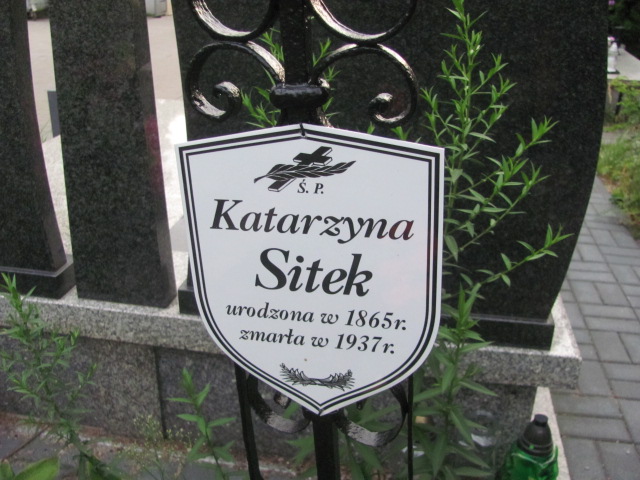 Ś. P.
Katarzyna
Sitek
urodzona w 1865r.
zmarła w 1937r.